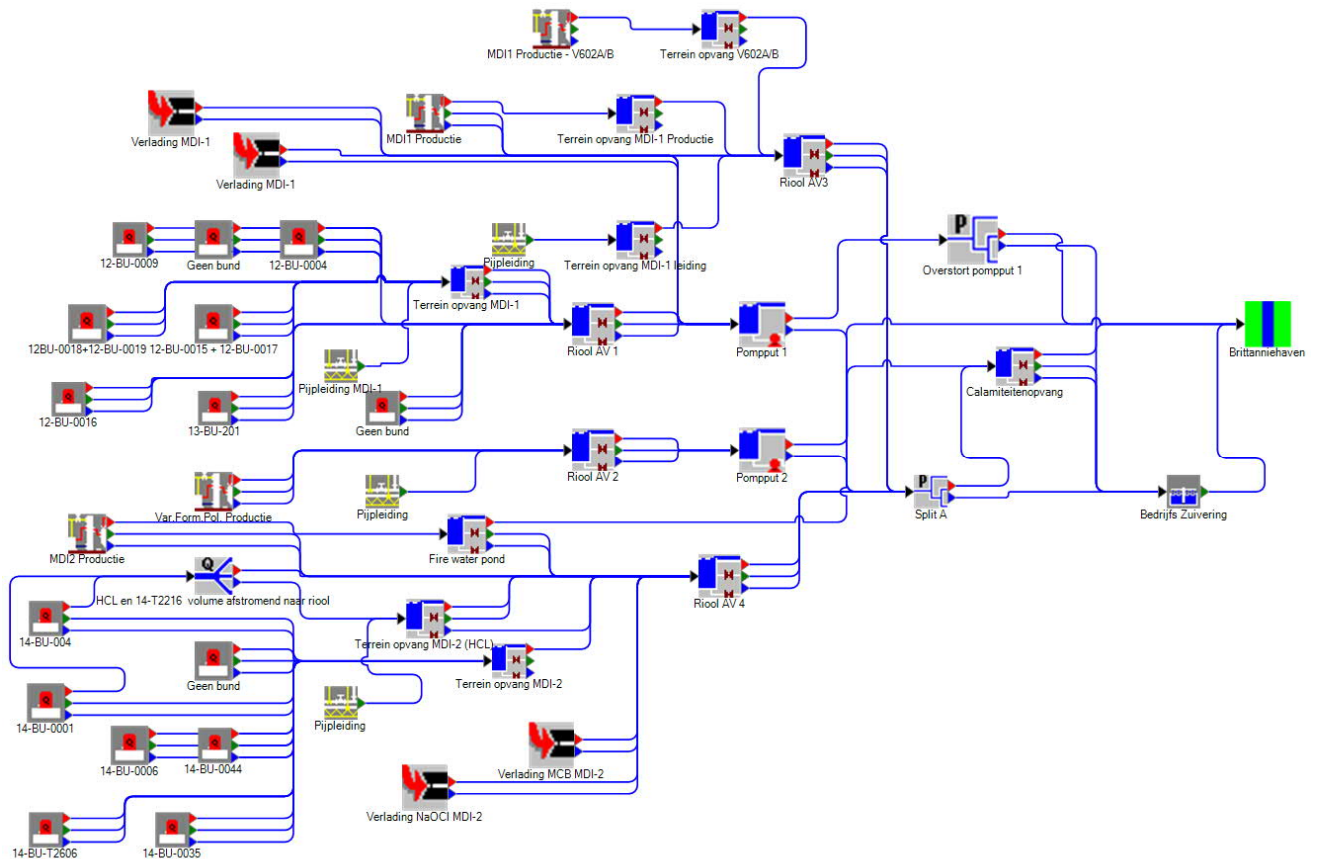 MDI1 Productie - V602A/B
Terrein opvang V602A/B
Verlading MDI-1
MDI1 Productie
Terrein opvang MDI-1 Productie
Verlading MDI-1
Riool AV3
12-BU-0009
Geen bund
12-BU-0004
Pijpleiding
Terrein opvang MDI-1 leiding
P
Overstort pompput 1
Terrein opvang MDI-1
12BU-0018+12-BU-0019
12-BU-0015 + 12-BU-0017
Riool AV 1
Pompput 1
Brittanniehaven
Pijpleiding MDI-1
Calamiteitenopvang
12-BU-0016
13-BU-201
Geen bund
Riool AV 2
Pompput 2
Var.Form.Pol. Productie
Pijpleiding
P
Split A
Bedrijfs Zuivering
MDI2 Productie
Fire water pond
Q
HCL en 14-T2216 volume afstromend naar riool
Riool AV 4
14-BU-004
Terrein opvang MDI-2 (HCL)
Geen bund
Terrein opvang MDI-2
14-BU-0001
Pijpleiding
14-BU-0006
14-BU-0044
Verlading MCB MDI-2
Verlading NaOCl MDI-2
14-BU-T2606
14-BU-0035